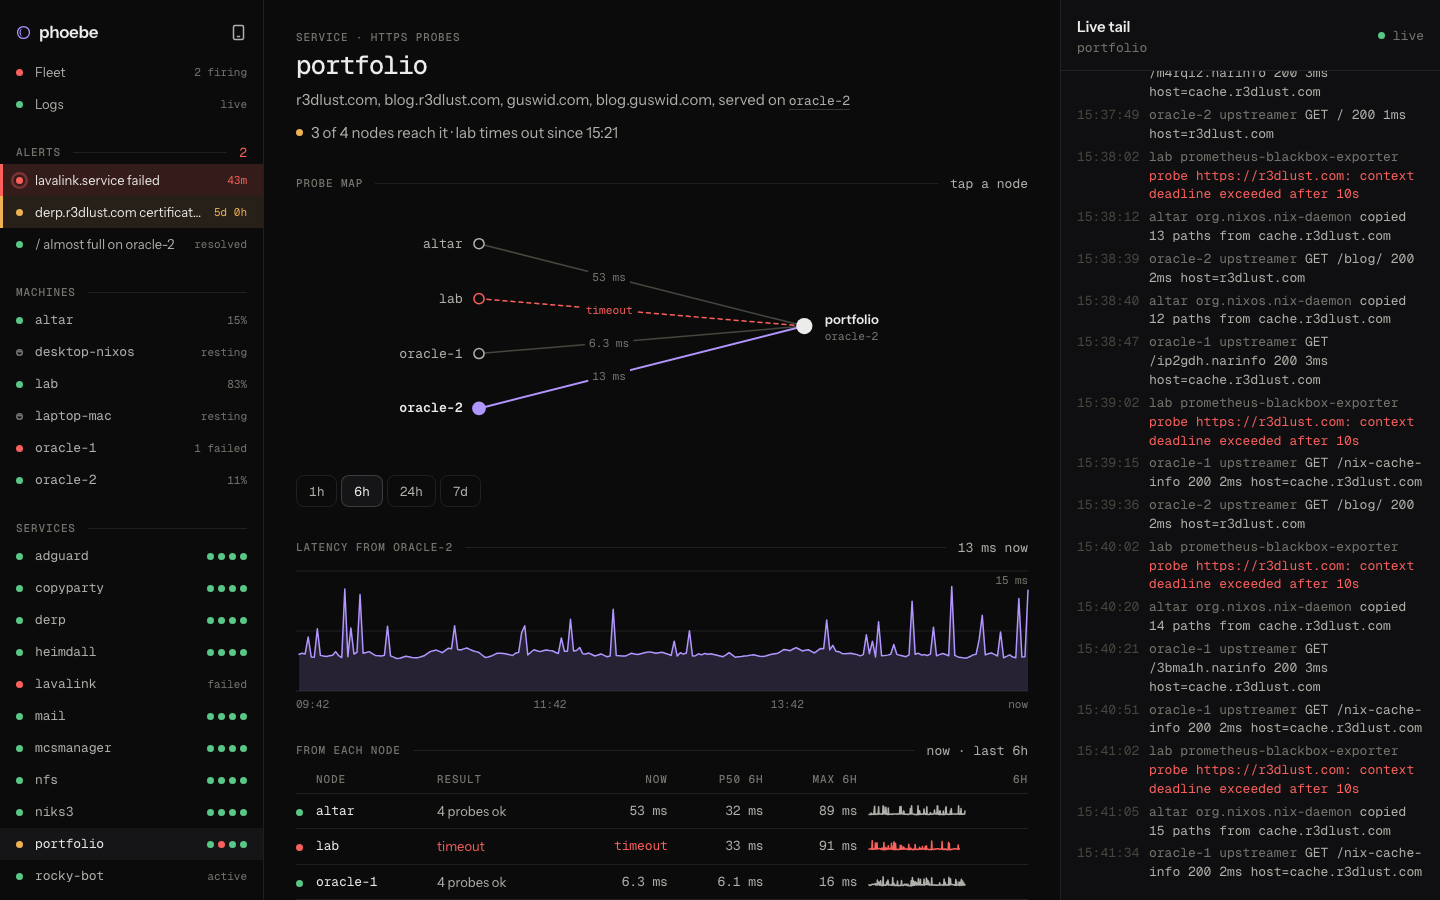 phoebe
Fleet 2 firing
Logs live
ALERTS 2
lavalink.service failed 43m
derp.r3dlust.com certificat… 5d 0h
/ almost full on oracle-2 resolved
MACHINES
altar 15%
desktop-nixos resting
lab 83%
laptop-mac resting
oracle-1 1 failed
oracle-2 11%
SERVICES
adguard
copyparty
derp
heimdall
lavalink failed
mail
mcsmanager
nfs
niks3
portfolio
rocky-bot active
SERVICE · HTTPS PROBES
portfolio
r3dlust.com, blog.r3dlust.com, guswid.com, blog.guswid.com, served on oracle-2
3 of 4 nodes reach it · lab times out since 15:21
PROBE MAP tap a node
altar
53 ms
lab
timeout
portfolio
oracle-2
oracle-1
6.3 ms
13 ms
oracle-2
1h 6h 24h 7d
LATENCY FROM ORACLE-2 13 ms now
15 ms
09:42 11:42 13:42 now
FROM EACH NODE now · last 6h
NODE RESULT NOW P50 6H MAX 6H 6H
altar 4 probes ok 53 ms 32 ms 89 ms
lab timeout timeout 33 ms 91 ms
oracle-1 4 probes ok 6.3 ms 6.1 ms 16 ms
Live tail
portfolio
live
/m4rqiz.narinfo 200 3ms
host=cache.r3dlust.com
15:37:49 oracle-2 upstreamer GET / 200 1ms
host=r3dlust.com
15:38:02 lab prometheus-blackbox-exporter
probe https://r3dlust.com: context
deadline exceeded after 10s
15:38:12 altar org.nixos.nix-daemon copied
13 paths from cache.r3dlust.com
15:38:39 oracle-2 upstreamer GET /blog/ 200
2ms host=r3dlust.com
15:38:40 altar org.nixos.nix-daemon copied
12 paths from cache.r3dlust.com
15:38:47 oracle-1 upstreamer GET
/ip2gdh.narinfo 200 3ms
host=cache.r3dlust.com
15:39:02 lab prometheus-blackbox-exporter
probe https://r3dlust.com: context
deadline exceeded after 10s
15:39:15 oracle-1 upstreamer GET /nix-cache-
info 200 2ms host=cache.r3dlust.com
15:39:36 oracle-2 upstreamer GET /blog/ 200
2ms host=r3dlust.com
15:40:02 lab prometheus-blackbox-exporter
probe https://r3dlust.com: context
deadline exceeded after 10s
15:40:20 altar org.nixos.nix-daemon copied
14 paths from cache.r3dlust.com
15:40:21 oracle-1 upstreamer GET
/3bma1h.narinfo 200 3ms
host=cache.r3dlust.com
15:40:51 oracle-1 upstreamer GET /nix-cache-
info 200 2ms host=cache.r3dlust.com
15:41:02 lab prometheus-blackbox-exporter
probe https://r3dlust.com: context
deadline exceeded after 10s
15:41:05 altar org.nixos.nix-daemon copied
15 paths from cache.r3dlust.com
15:41:34 oracle-1 upstreamer GET /nix-cache-
info 200 2ms host=cache.r3dlust.com